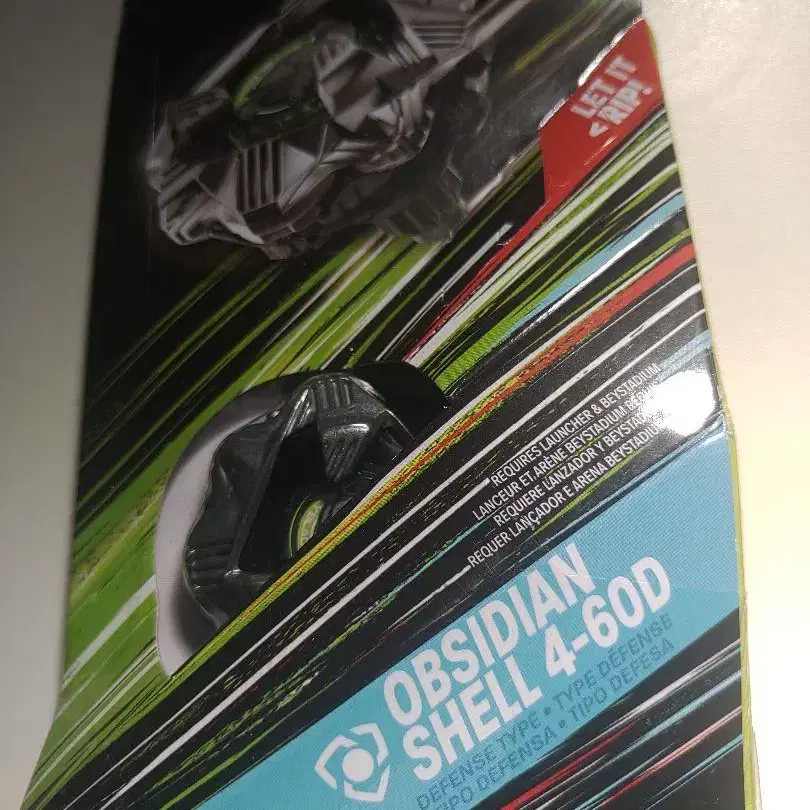 LET IT
< RIP!
REQUIRES LAUNCHER & BEYSTADIUM
LANCEUR ET ARÈNE BEYSTADIUM
REQUIERE LANZADOR Y BEYSTADIUM
REQUER LANÇADOR E ARENA BEYSTADIUM
OBSIDIAN
SHELL 4-60D
DEFENSE TYPE • TYPE DÉFENSE
TIPO DEFENSA • TIPO DEFESA